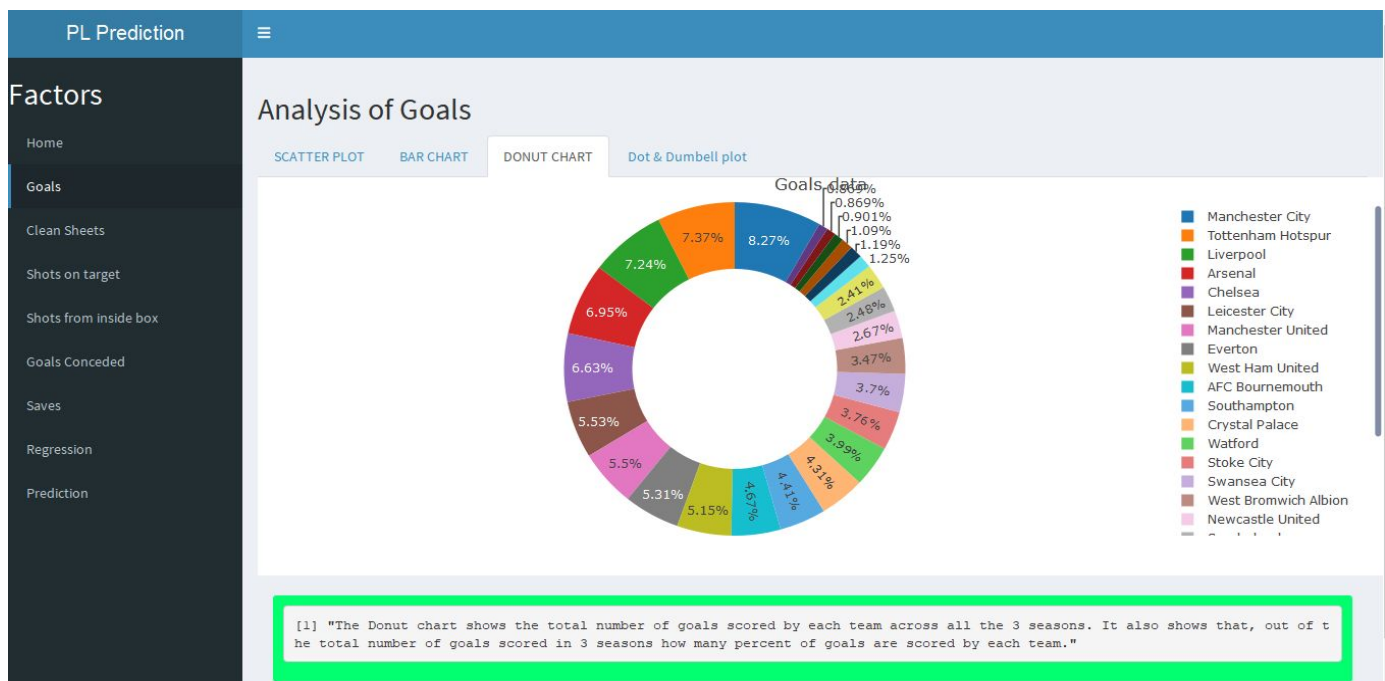 PL Prediction
Factors
Home
Goals
Clean Sheets
Shots on target
Shots from inside box
Goals Conceded
Saves
Regression
Prediction
Analysis of Goals
SCATTER PLOT
BAR CHART
DONUT CHART
Dot & Dumbell plot
Goals data
0.869%
0.869%
0.901%
1.09%
1.19%
1.25%
2.41%
2.48%
2.67%
3.47%
3.7%
3.76%
3.99%
4.31%
4.41%
4.67%
5.15%
5.31%
5.5%
5.53%
6.63%
6.95%
7.24%
7.37%
8.27%
Manchester City
Tottenham Hotspur
Liverpool
Arsenal
Chelsea
Leicester City
Manchester United
Everton
West Ham United
AFC Bournemouth
Southampton
Crystal Palace
Watford
Stoke City
Swansea City
West Bromwich Albion
Newcastle United
[1] "The Donut chart shows the total number of goals scored by each team across all the 3 seasons. It also shows that, out of t
he total number of goals scored in 3 seasons how many percent of goals are scored by each team."